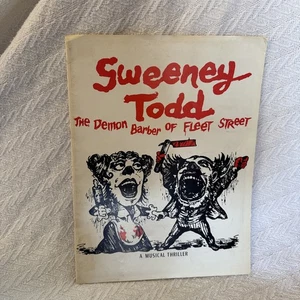 Sweeney
Todd
The Demon Barber OF FLEET STREET
A MUSICAL THRILLER